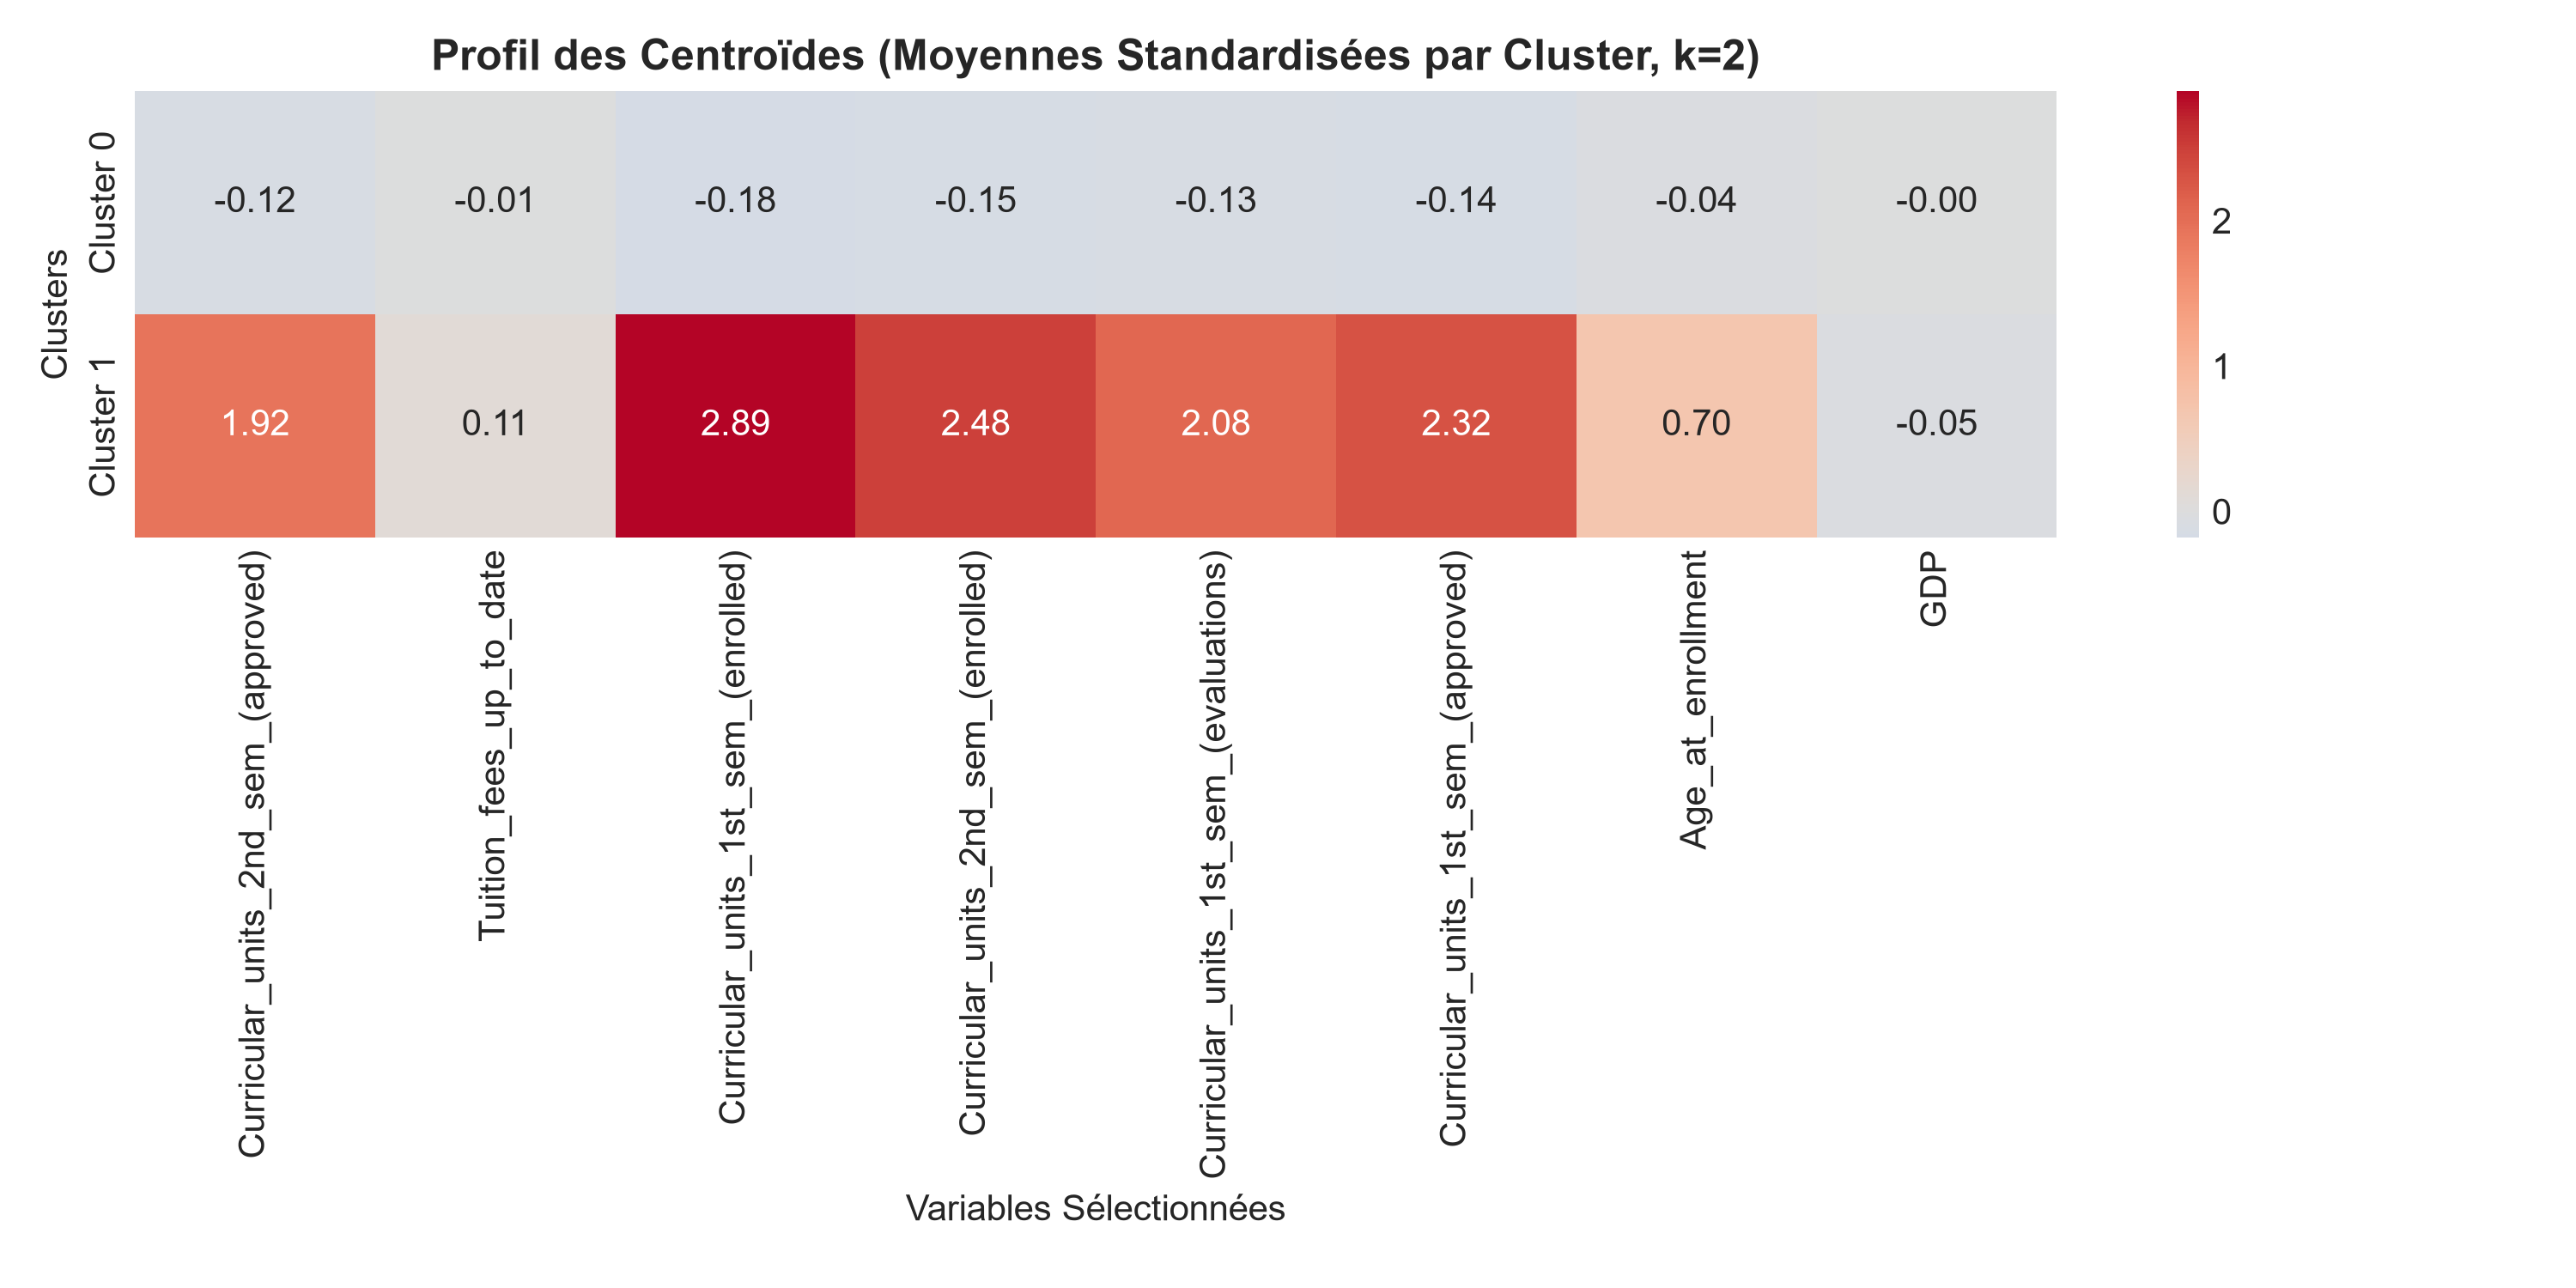 Profil des Centroïdes (Moyennes Standardisées par Cluster, k=2)
Clusters
Cluster 0
-0.12 -0.01 -0.18 -0.15 -0.13 -0.14 -0.04 -0.00
Cluster 1
1.92 0.11 2.89 2.48 2.08 2.32 0.70 -0.05
2
1
0
Curricular_units_2nd_sem_(approved)
Tuition_fees_up_to_date
Curricular_units_1st_sem_(enrolled)
Curricular_units_2nd_sem_(enrolled)
Curricular_units_1st_sem_(evaluations)
Curricular_units_1st_sem_(approved)
Age_at_enrollment
GDP
Variables Sélectionnées